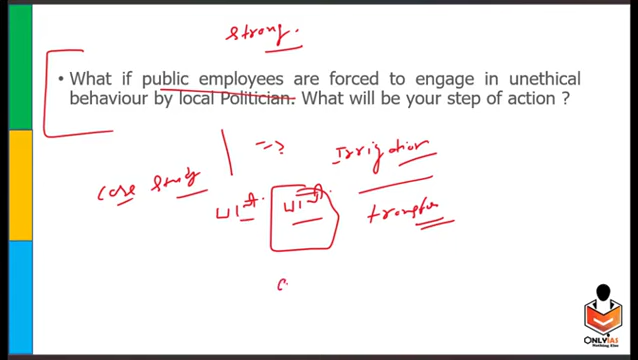 strong.
• What if public employees are forced to engage in unethical
behaviour by local Politician. What will be your step of action ?
=>
Irrigation
case study
transfer
ONLYIAS
Nothing Else